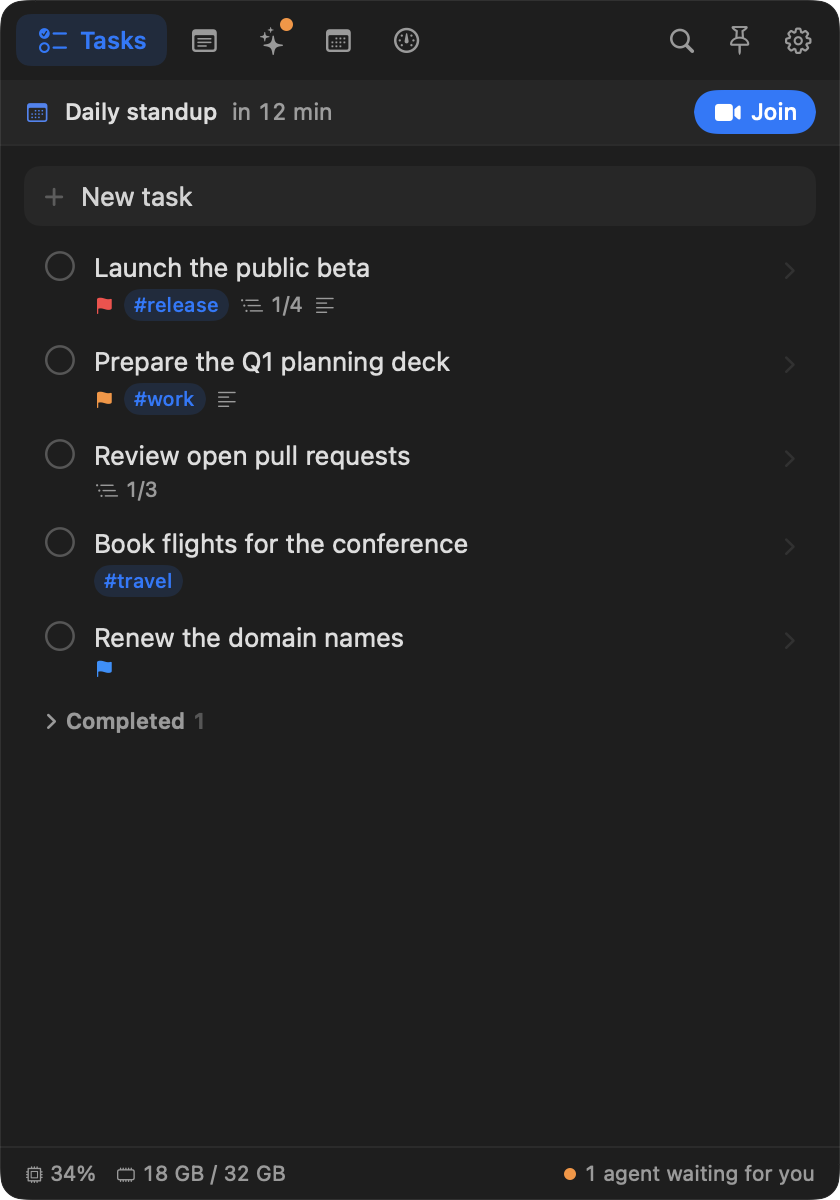 Tasks
Daily standup in 12 min
Join
New task
Launch the public beta
#release 1/4
Prepare the Q1 planning deck
#work
Review open pull requests
1/3
Book flights for the conference
#travel
Renew the domain names
Completed 1
34% 18 GB / 32 GB
1 agent waiting for you